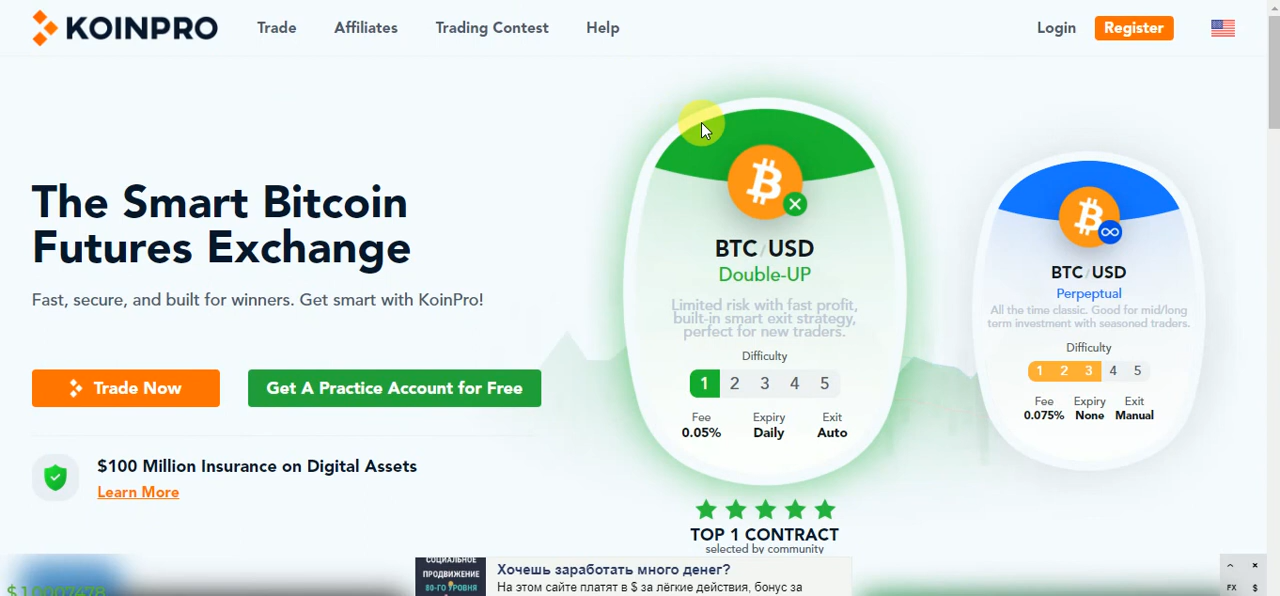 KOINPRO
Trade
Affiliates
Trading Contest
Help
Login
Register
The Smart Bitcoin
Futures Exchange
Fast, secure, and built for winners. Get smart with KoinPro!
Trade Now
Get A Practice Account for Free
$100 Million Insurance on Digital Assets
Learn More
BTC/USD
Double-UP
Limited risk with fast profit,
built-in smart exit strategy,
perfect for new traders.
Difficulty
1 2 3 4 5
Fee Expiry Exit
0.05% Daily Auto
TOP 1 CONTRACT
selected by community
BTC/USD
Perpeptual
All the time classic. Good for mid/long
term investment with seasoned traders.
Difficulty
1 2 3 4 5
Fee Expiry Exit
0.075% None Manual
СОЦИАЛЬНОЕ
ПРОДВИЖЕНИЕ
80-ГО УРОВНЯ
Хочешь заработать много денег?
На этом сайте платят в $ за лёгкие действия, бонус за
FX $